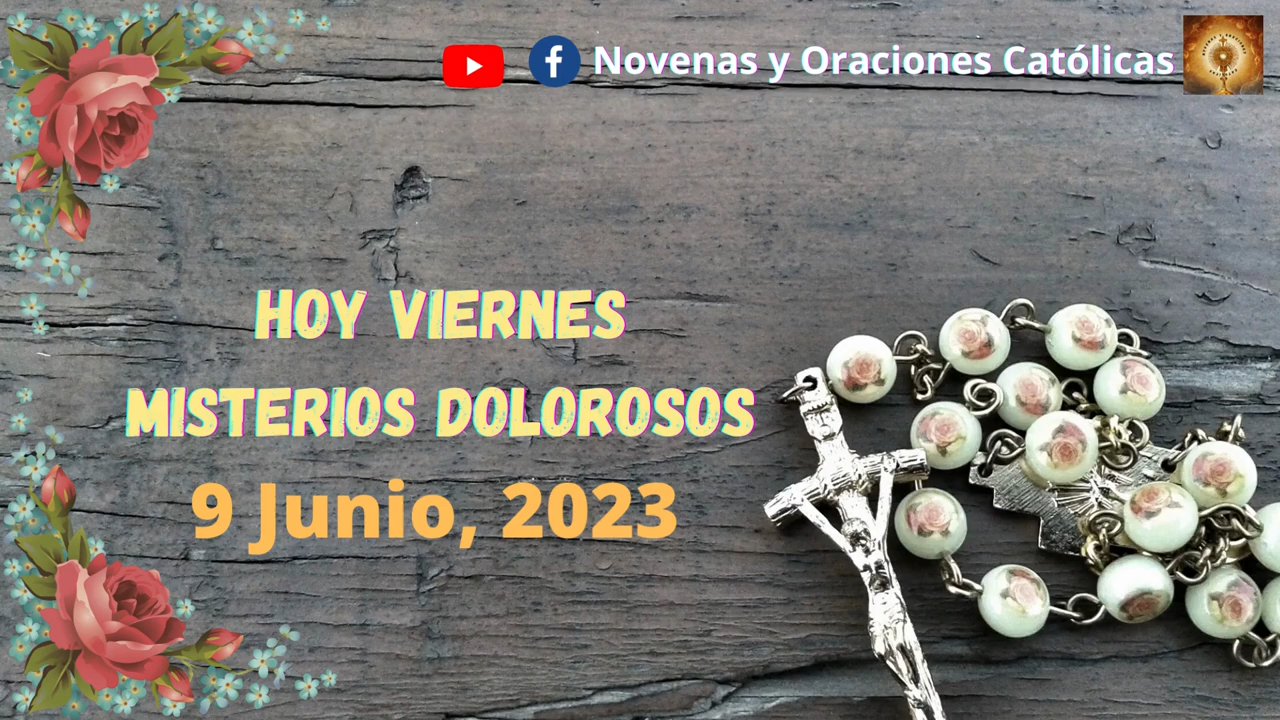 Novenas y Oraciones Católicas
HOY VIERNES
MISTERIOS DOLOROSOS
9 Junio, 2023